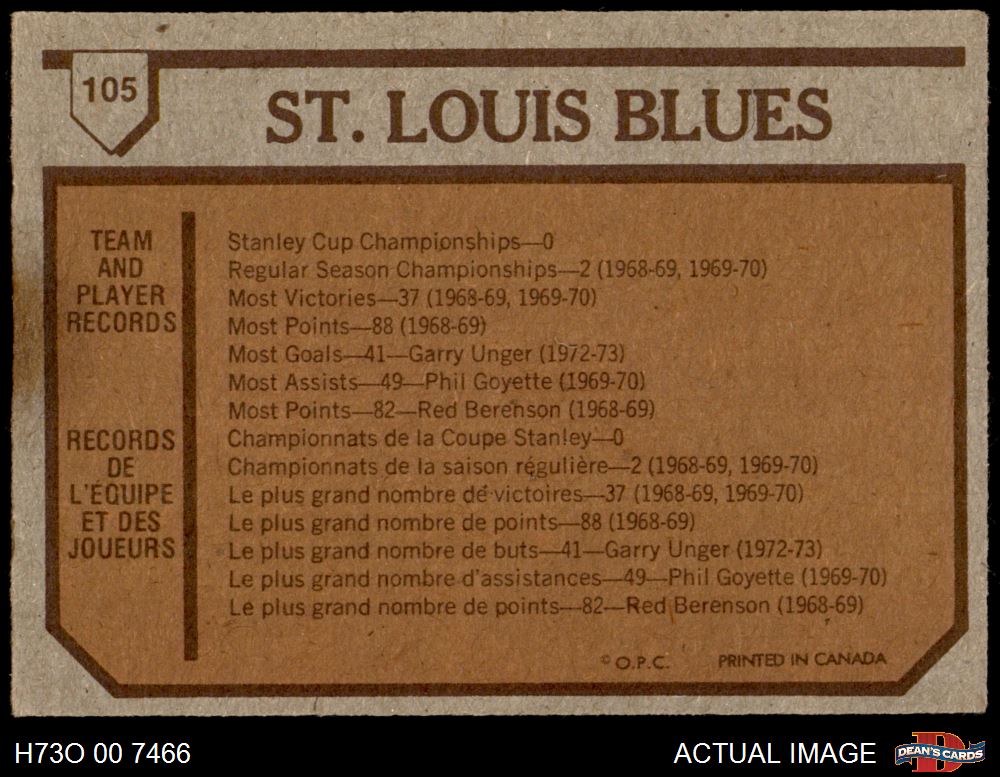 105
ST. LOUIS BLUES
TEAM
AND
PLAYER
RECORDS
Stanley Cup Championships—0
Regular Season Championships—2 (1968-69, 1969-70)
Most Victories—37 (1968-69, 1969-70)
Most Points—88 (1968-69)
Most Goals—41—Garry Unger (1972-73)
Most Assists—49—Phil Goyette (1969-70)
Most Points—82—Red Berenson (1968-69)
RECORDS
DE
L'ÉQUIPE
ET DES
JOUEURS
Championnats de la Coupe Stanley—0
Championnats de la saison régulière—2 (1968-69, 1969-70)
Le plus grand nombre de victoires—37 (1968-69, 1969-70)
Le plus grand nombre de points—88 (1968-69)
Le plus grand nombre de buts—41—Garry Unger (1972-73)
Le plus grand nombre d'assistances—49—Phil Goyette (1969-70)
Le plus grand nombre de points—82—Red Berenson (1968-69)
© O.P.C. PRINTED IN CANADA
H73O 00 7466
ACTUAL IMAGE
D
DEAN'S CARDS